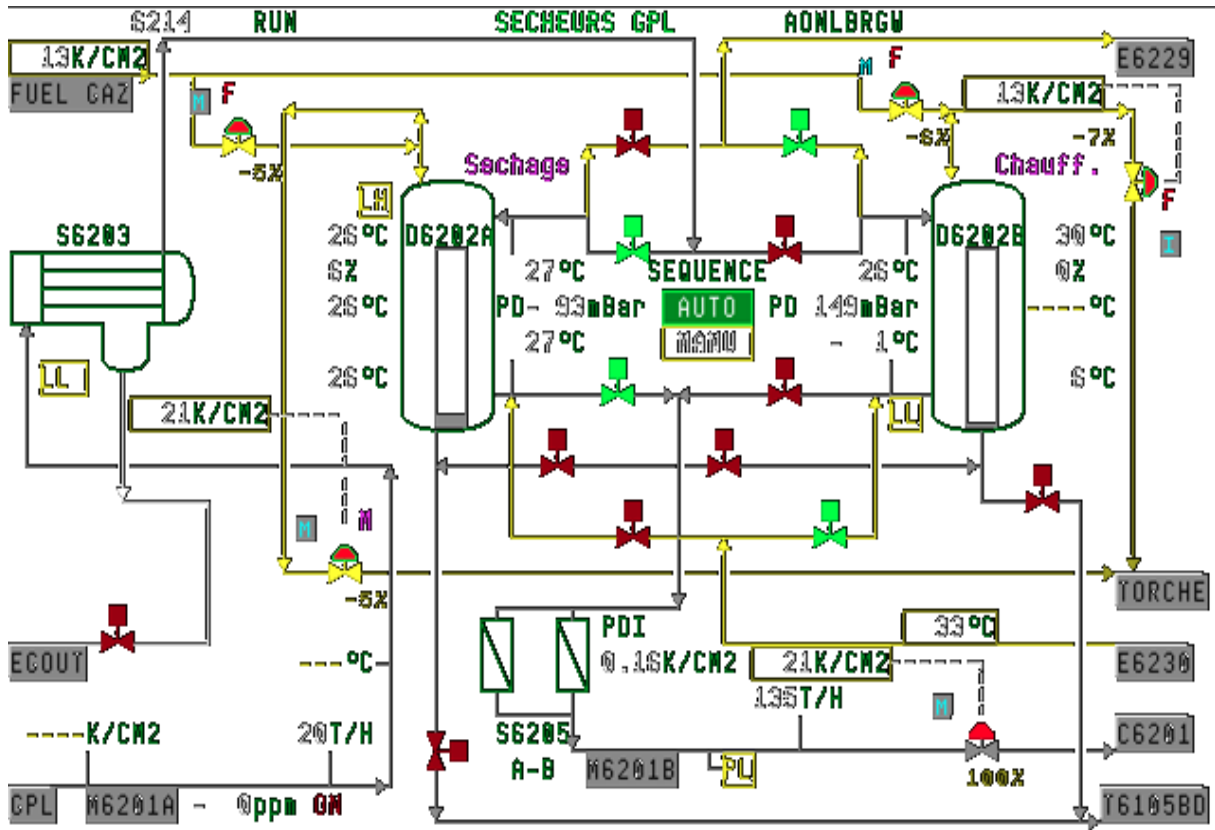 6214 RUN SECHEURS GPL AONLBRGW
13K/CM2
FUEL GAZ
E6229
M F
M F
13K/CM2
-5%
-6% -7%
Sechage
Chauff.
LH
F
I
S6203
D6202A
D6202B
26°C
30°C
27°C
SEQUENCE
26°C
6%
0%
26°C
PD- 93mBar
AUTO
PD 149mBar
----°C
MANU
27°C
- 1°C
26°C
6°C
LL
LL
21K/CM2
M
-5%
TORCHE
PDI
33°C
ECOUT
---°C
0.16K/CM2
21K/CM2
E6230
135T/H
M
----K/CM2
20T/H
S6205
A-B
M6201B
PL
100%
C6201
GPL
M6201A - 0ppm
T6105BD